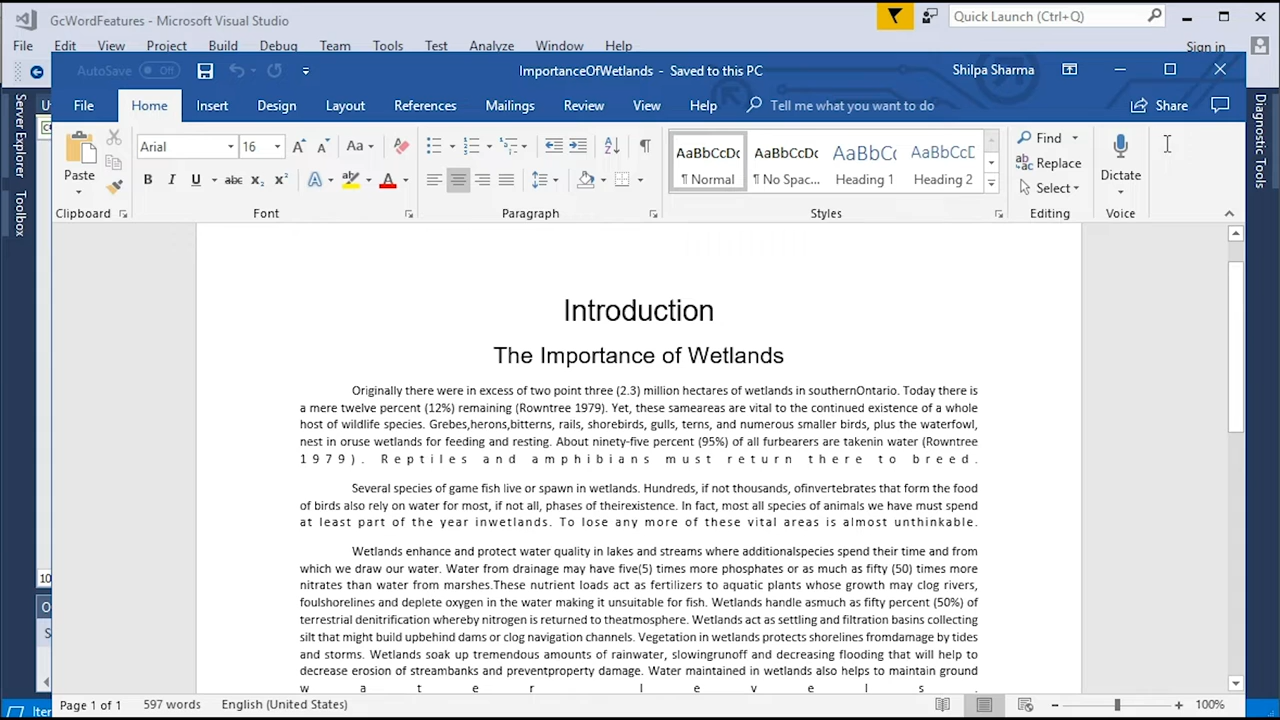 GcWordFeatures - Microsoft Visual Studio
Quick Launch (Ctrl+Q)
File Edit View Project Build Debug Team Tools Test Analyze Window Help
Sign in
AutoSave Off
ImportanceOfWetlands - Saved to this PC
Shilpa Sharma
File Home Insert Design Layout References Mailings Review View Help Tell me what you want to do Share
Server Explorer
Toolbox
Diagnostic Tools
Paste
Clipboard
Arial 16
Aa
Font
Paragraph
AaBbCcDc AaBbCcDc AaBbCc AaBbCcD
¶ Normal ¶ No Spac... Heading 1 Heading 2
Styles
Find
Replace
Select
Editing
Dictate
Voice
Introduction
The Importance of Wetlands
Originally there were in excess of two point three (2.3) million hectares of wetlands in southernOntario. Today there is
a mere twelve percent (12%) remaining (Rowntree 1979). Yet, these sameareas are vital to the continued existence of a whole
host of wildlife species. Grebes,herons,bitterns, rails, shorebirds, gulls, terns, and numerous smaller birds, plus the waterfowl,
nest in oruse wetlands for feeding and resting. About ninety-five percent (95%) of all furbearers are takenin water (Rowntree
1979). Reptiles and amphibians must return there to breed.
Several species of game fish live or spawn in wetlands. Hundreds, if not thousands, ofinvertebrates that form the food
of birds also rely on water for most, if not all, phases of theirexistence. In fact, most all species of animals we have must spend
at least part of the year inwetlands. To lose any more of these vital areas is almost unthinkable.
Wetlands enhance and protect water quality in lakes and streams where additionalspecies spend their time and from
which we draw our water. Water from drainage may have five(5) times more phosphates or as much as fifty (50) times more
nitrates than water from marshes.These nutrient loads act as fertilizers to aquatic plants whose growth may clog rivers,
foulshorelines and deplete oxygen in the water making it unsuitable for fish. Wetlands handle asmuch as fifty percent (50%) of
terrestrial denitrification whereby nitrogen is returned to theatmosphere. Wetlands act as settling and filtration basins collecting
silt that might build upbehind dams or clog navigation channels. Vegetation in wetlands protects shorelines fromdamage by tides
and storms. Wetlands soak up tremendous amounts of rainwater, slowingrunoff and decreasing flooding that will help to
decrease erosion of streambanks and preventproperty damage. Water maintained in wetlands also helps to maintain ground
water levels.
Page 1 of 1 597 words English (United States) 100%